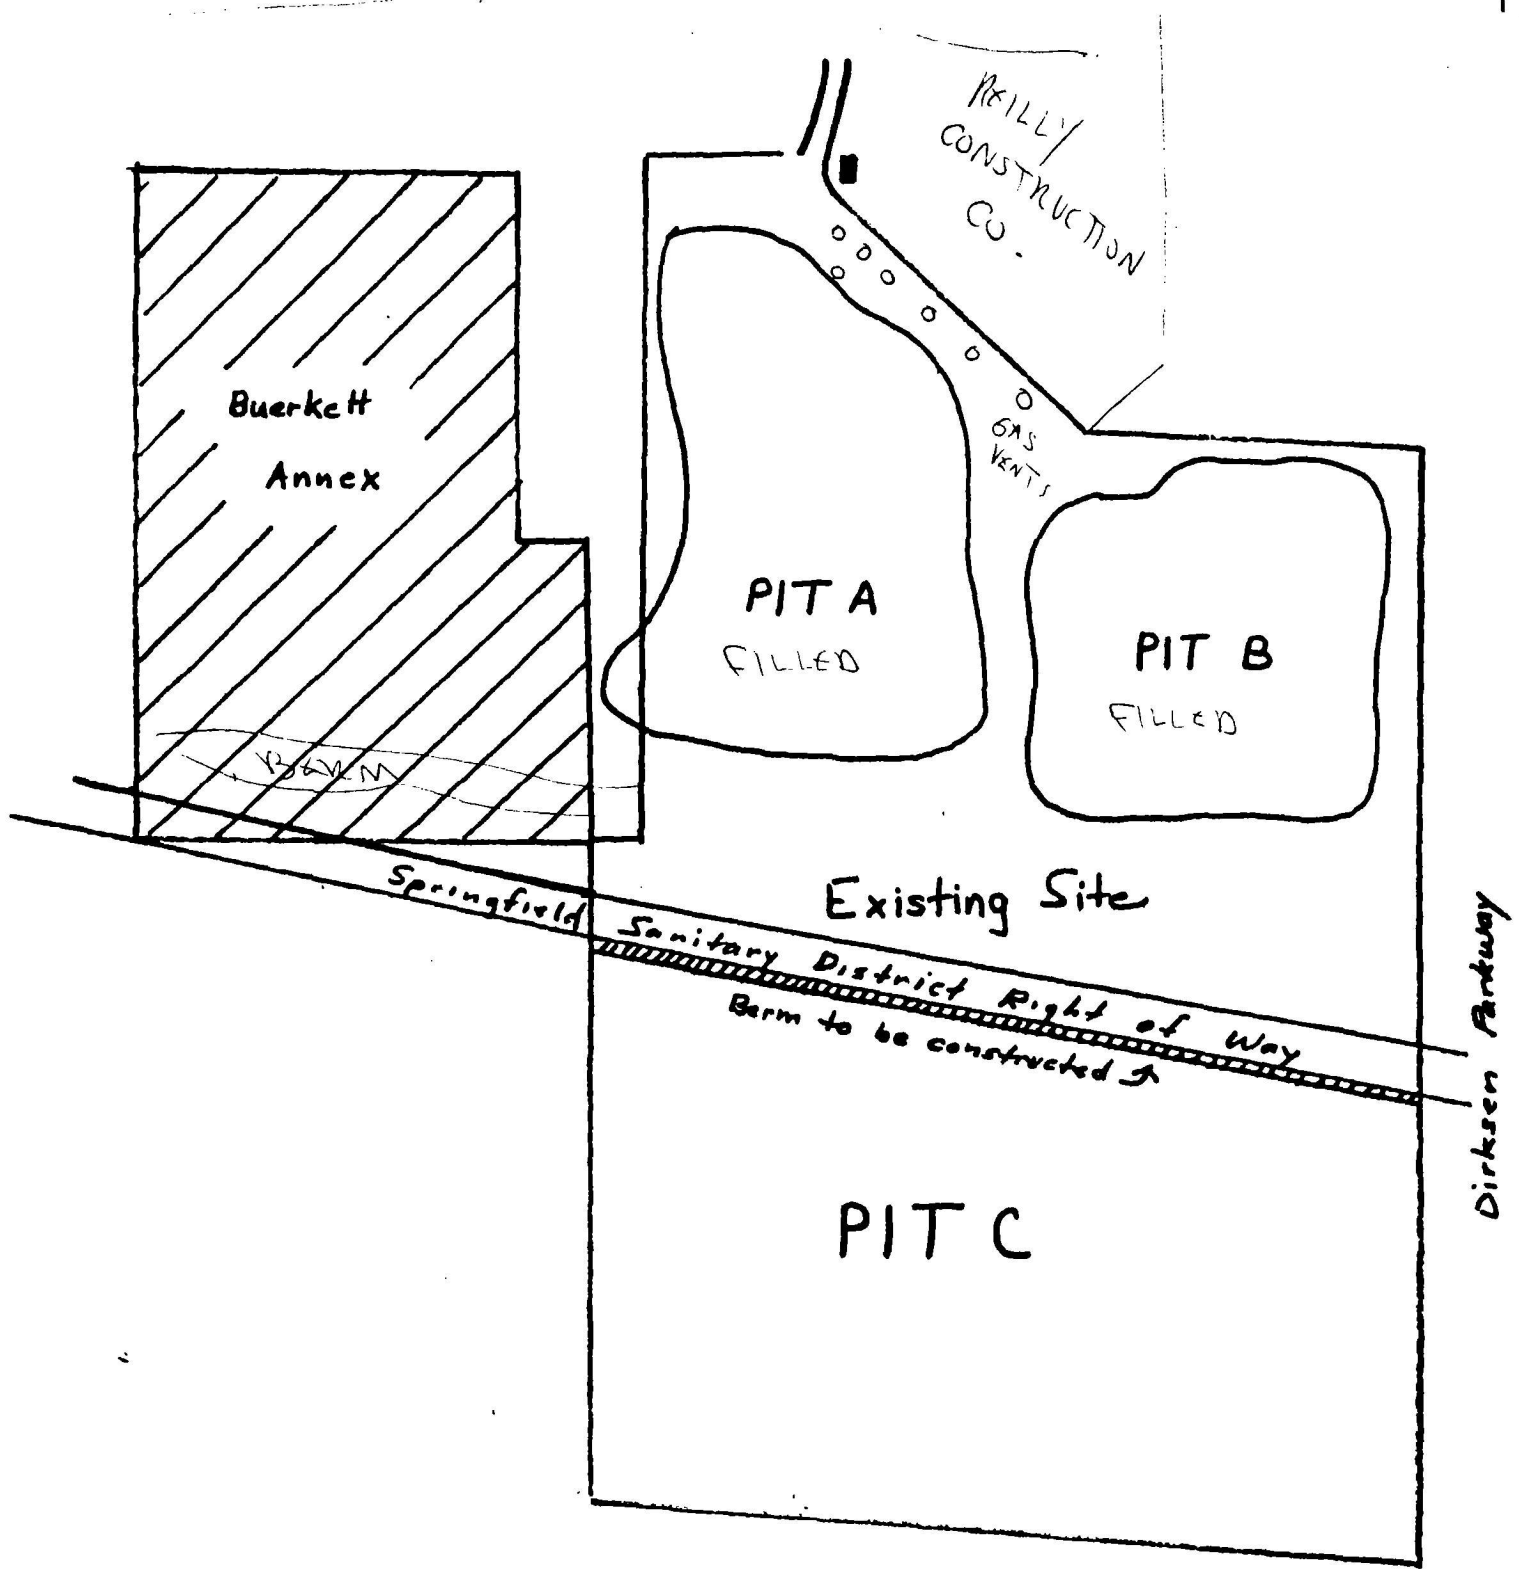 REILLY
CONSTRUCTION
CO.
Buerkett
Annex
GAS
VENTS
PIT A
FILLED
PIT B
FILLED
BERM
Existing Site
Springfield Sanitary District Right of Way
Berm to be constructed
Dirksen Parkway
PIT C